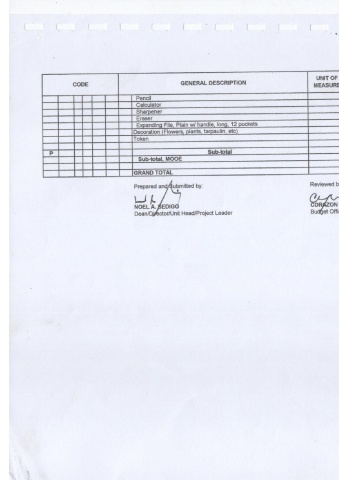 CODE GENERAL DESCRIPTION UNIT OF
MEASURE
Pencil
Calculator
Sharpener
Eraser
Expanding File, Plain w/ handle, long, 12 pockets
Decoration (Flowers, plants, tarpaulin, etc)
Token
P Sub-total
Sub-total, MOOE
GRAND TOTAL
Prepared and Submitted by: Reviewed b
NOEL A. BEDIGO CORAZON
Dean/Director/Unit Head/Project Leader Budget Offi